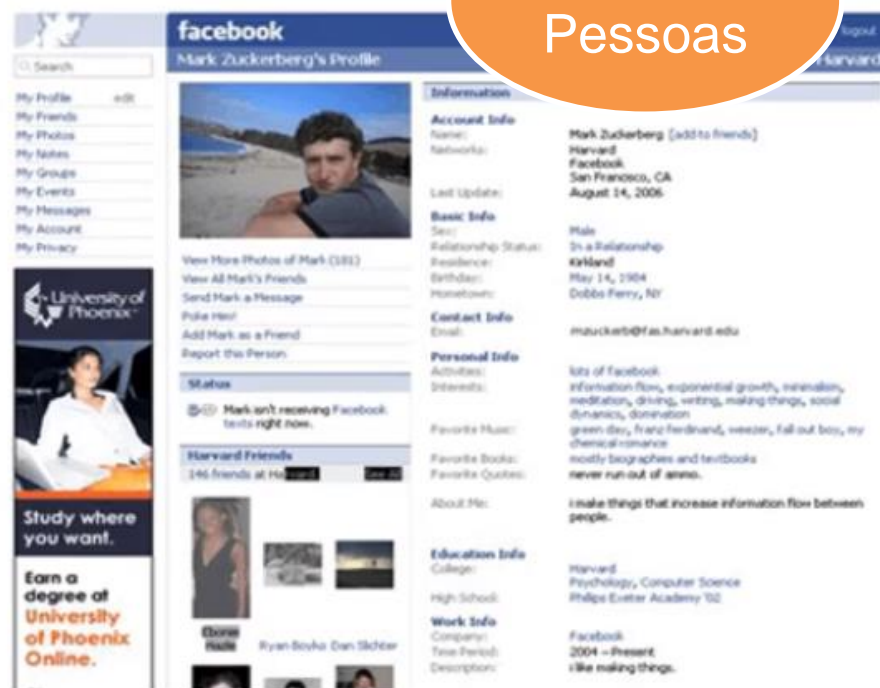 Pessoas
facebook
logout
Search
Mark Zuckerberg's Profile
Harvard
My Profile edit
My Friends
My Photos
My Notes
My Groups
My Events
My Messages
My Account
My Privacy
University of
Phoenix
Study where
you want.
Earn a
degree at
University
of Phoenix
Online.
View More Photos of Mark (181)
View All Mark's Friends
Send Mark a Message
Poke Him!
Add Mark as a Friend
Report this Person
Status
Mark isn't receiving Facebook
texts right now.
Harvard Friends
146 friends at Harvard. See All
Ryan Boyko Dan Slichter
Information
Account Info
Name: Mark Zuckerberg [add to friends]
Networks: Harvard
Facebook
San Francisco, CA
Last Update: August 14, 2006
Basic Info
Sex: Male
Relationship Status: In a Relationship
Residence: Kirkland
Birthday: May 14, 1984
Hometown: Dobbs Ferry, NY
Contact Info
Email: mzuckerb@fas.harvard.edu
Personal Info
Activities: lots of facebook
Interests: information flow, exponential growth, minimalism,
meditation, driving, writing, making things, social
dynamics, domination
Favorite Music: green day, franz ferdinand, weezer, fall out boy, my
chemical romance
Favorite Books: mostly biographies and textbooks
Favorite Quotes: never run out of ammo.
About Me: i make things that increase information flow between
people.
Education Info
College: Harvard
Psychology, Computer Science
High School: Philips Exeter Academy '02
Work Info
Company: Facebook
Time Period: 2004 – Present
Description: i like making things.